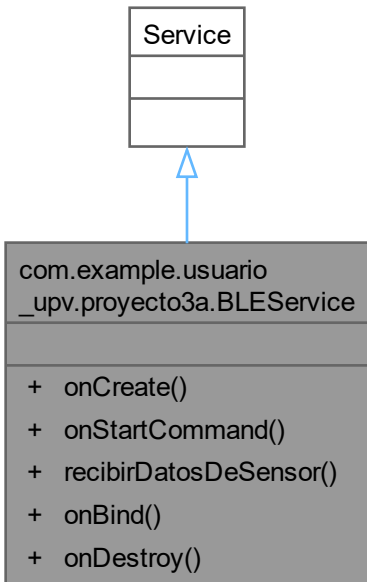 Service
com.example.usuario
_upv.proyecto3a.BLEService
+ onCreate()
+ onStartCommand()
+ recibirDatosDeSensor()
+ onBind()
+ onDestroy()